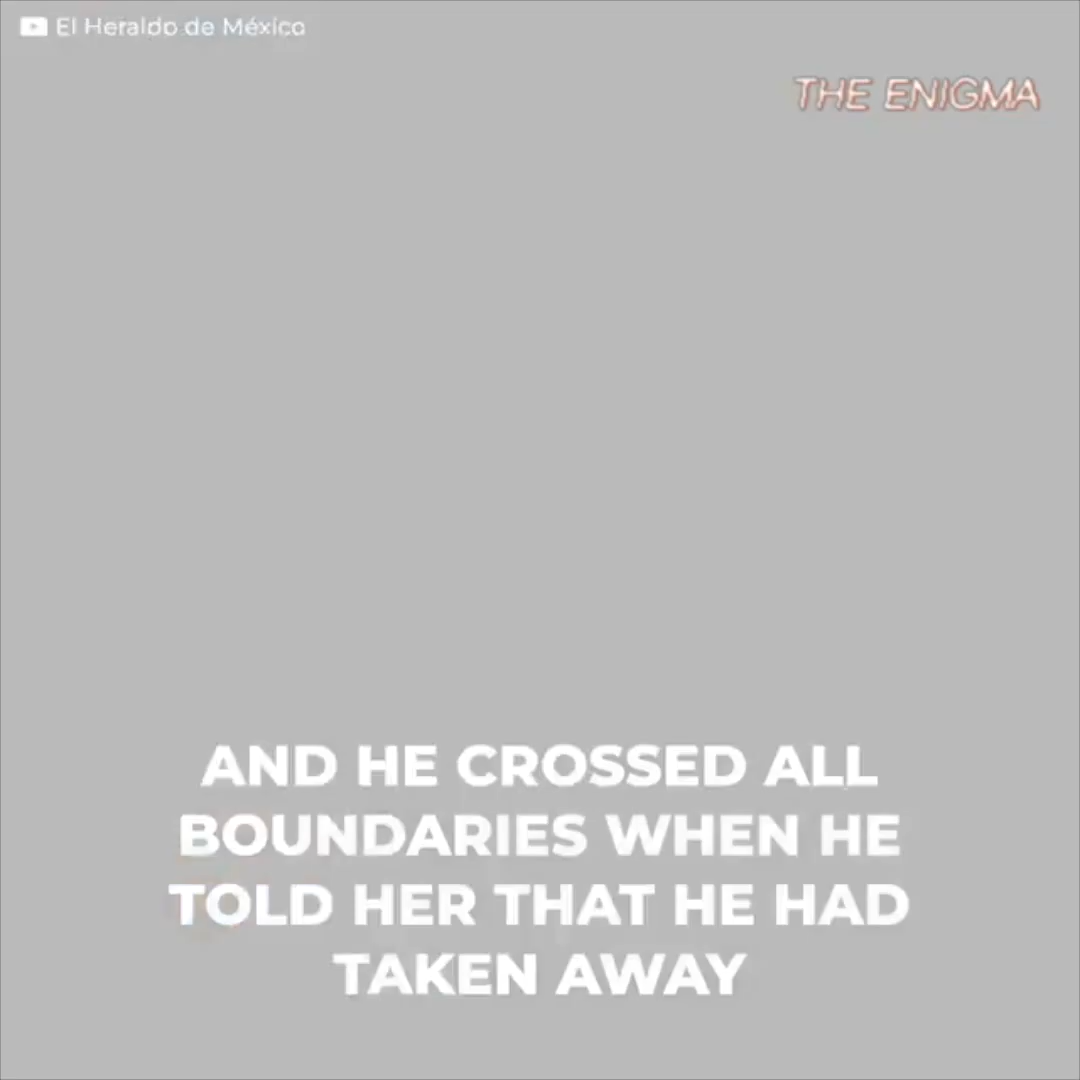 El Heraldo de México
THE ENIGMA
AND HE CROSSED ALL
BOUNDARIES WHEN HE
TOLD HER THAT HE HAD
TAKEN AWAY